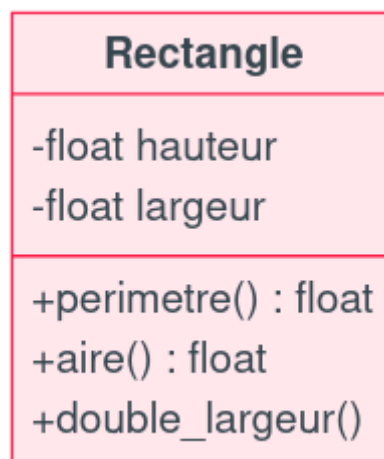 Rectangle
-float hauteur
-float largeur
+perimetre() : float
+aire() : float
+double_largeur()